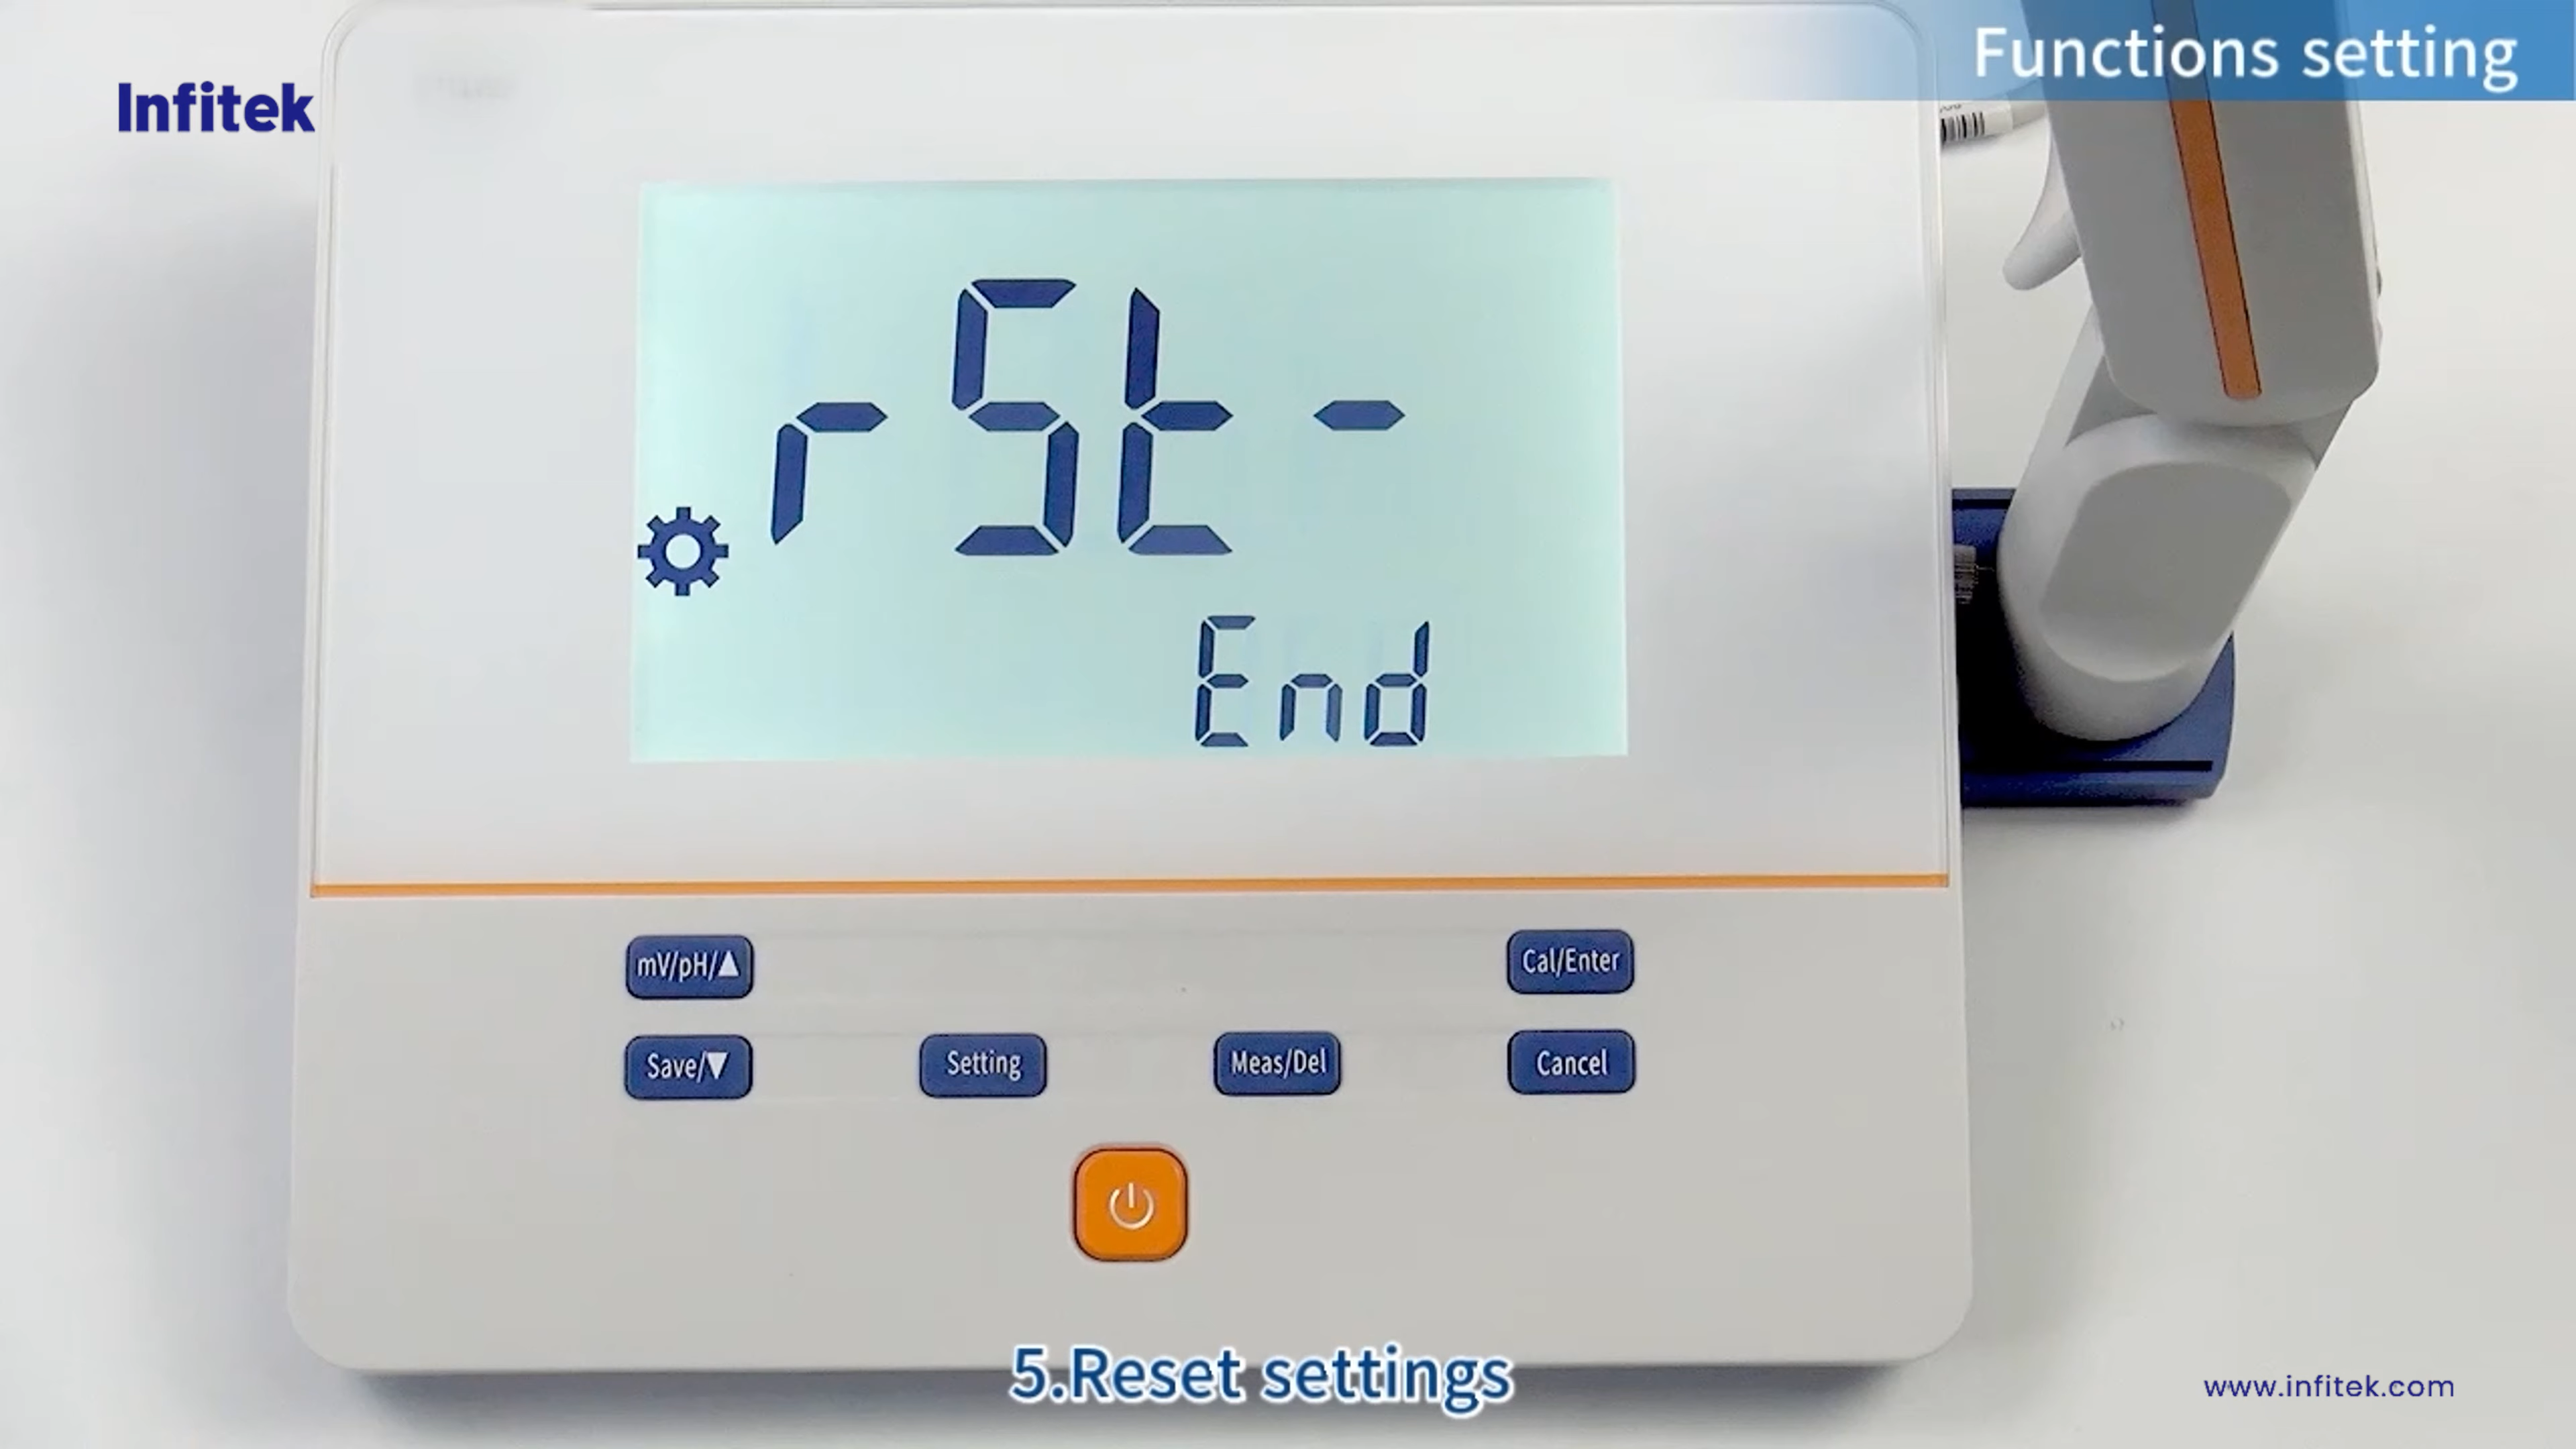 Functions setting
Infitek
rSt-
End
mV/pH/▲
Cal/Enter
Save/▼
Setting
Meas/Del
Cancel
5.Reset settings
www.infitek.com